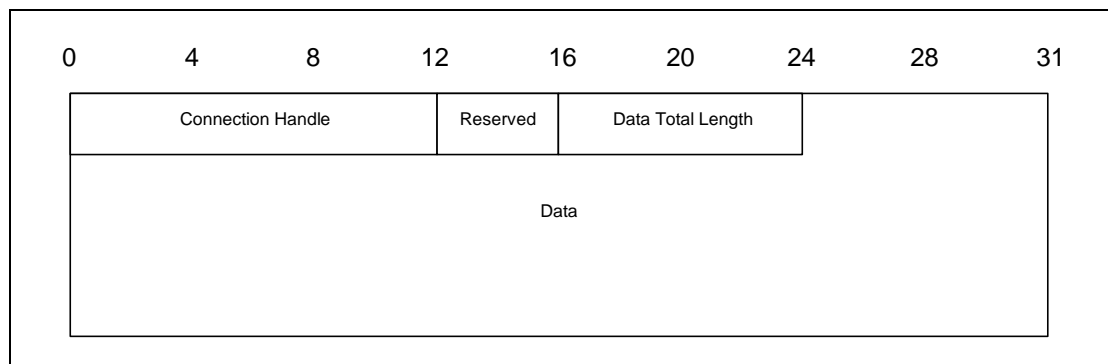 0 4 8 12 16 20 24 28 31
Connection Handle Reserved Data Total Length
Data